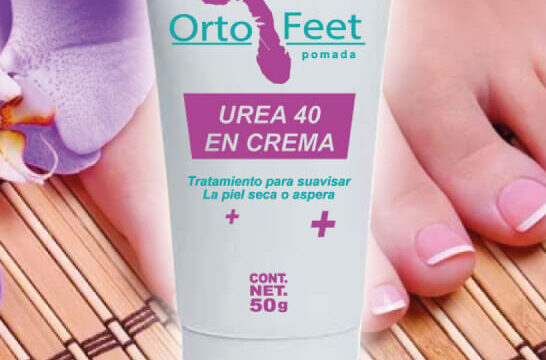 Orto Feet
pomada
UREA 40
EN CREMA
Tratamiento para suavisar
La piel seca o aspera
CONT.
NET.
50g